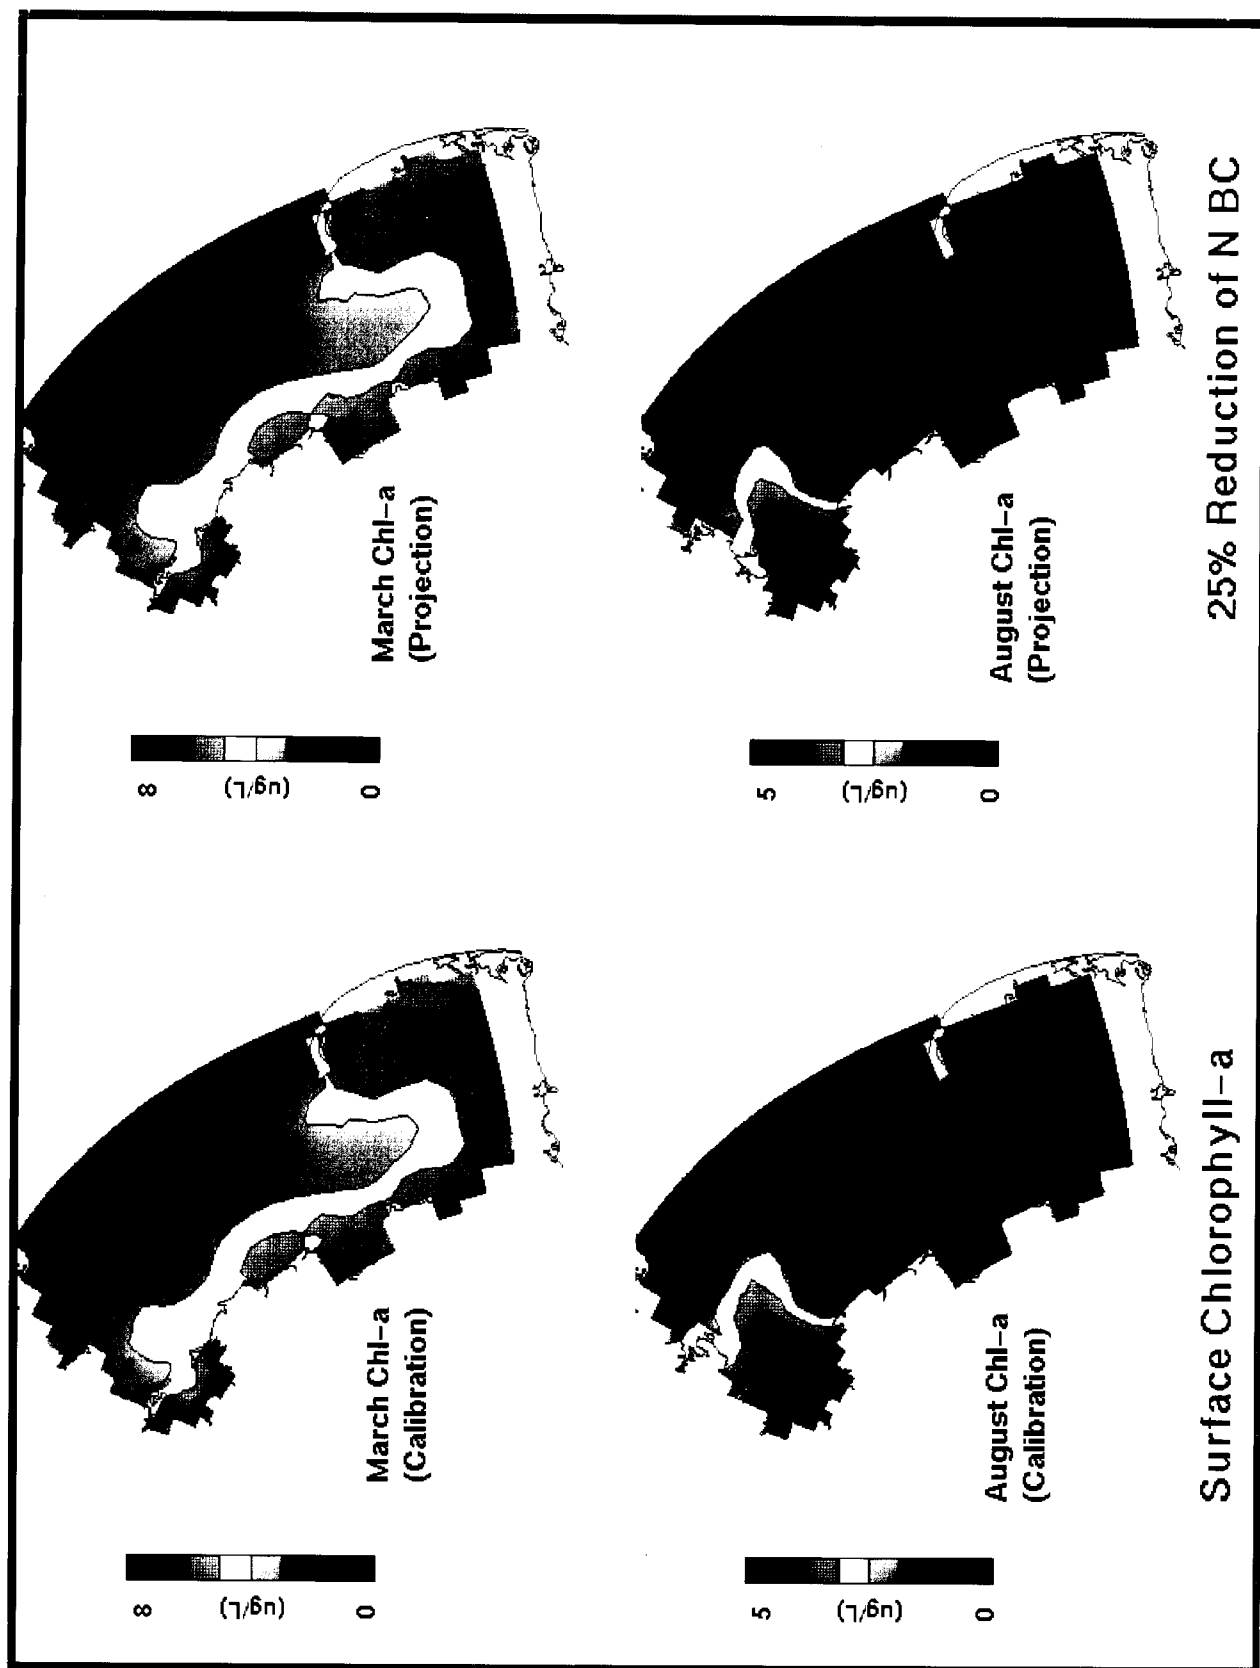 8
(ug/L)
0
March Chl-a
(Calibration)
8
(ug/L)
0
March Chl-a
(Projection)
5
(ug/L)
0
August Chl-a
(Calibration)
5
(ug/L)
0
August Chl-a
(Projection)
Surface Chlorophyll-a
25% Reduction of N BC